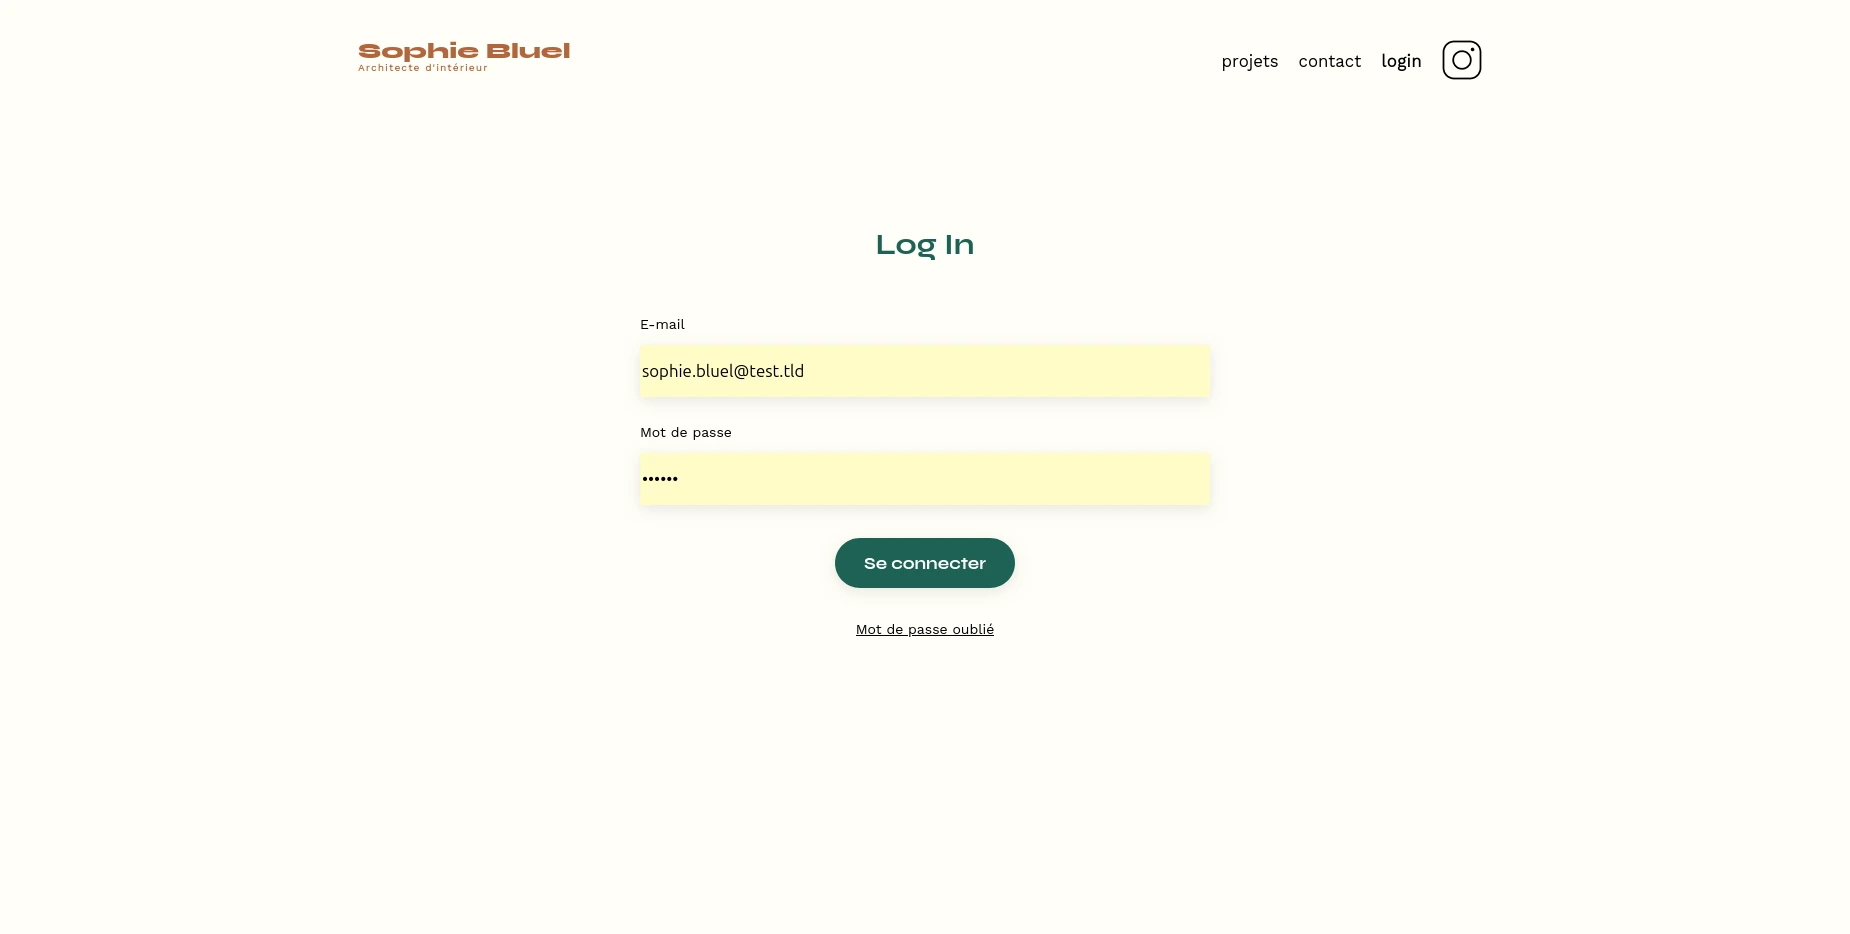 Sophie Bluel
Architecte d'intérieur
projets contact login
Log In
E-mail
sophie.bluel@test.tld
Mot de passe
••••••
Se connecter
Mot de passe oublié